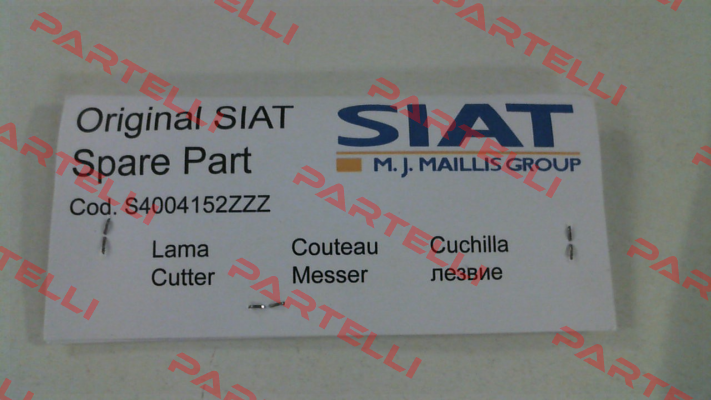 Original SIAT
Spare Part
Cod. S4004152ZZZ
SIAT
M. J. MAILLIS GROUP
Lama Couteau Cuchilla
Cutter Messer лезвие
PARTELLI
PARTELLI
PARTELLI
PARTELLI
PARTELLI
PARTELLI
PARTELLI